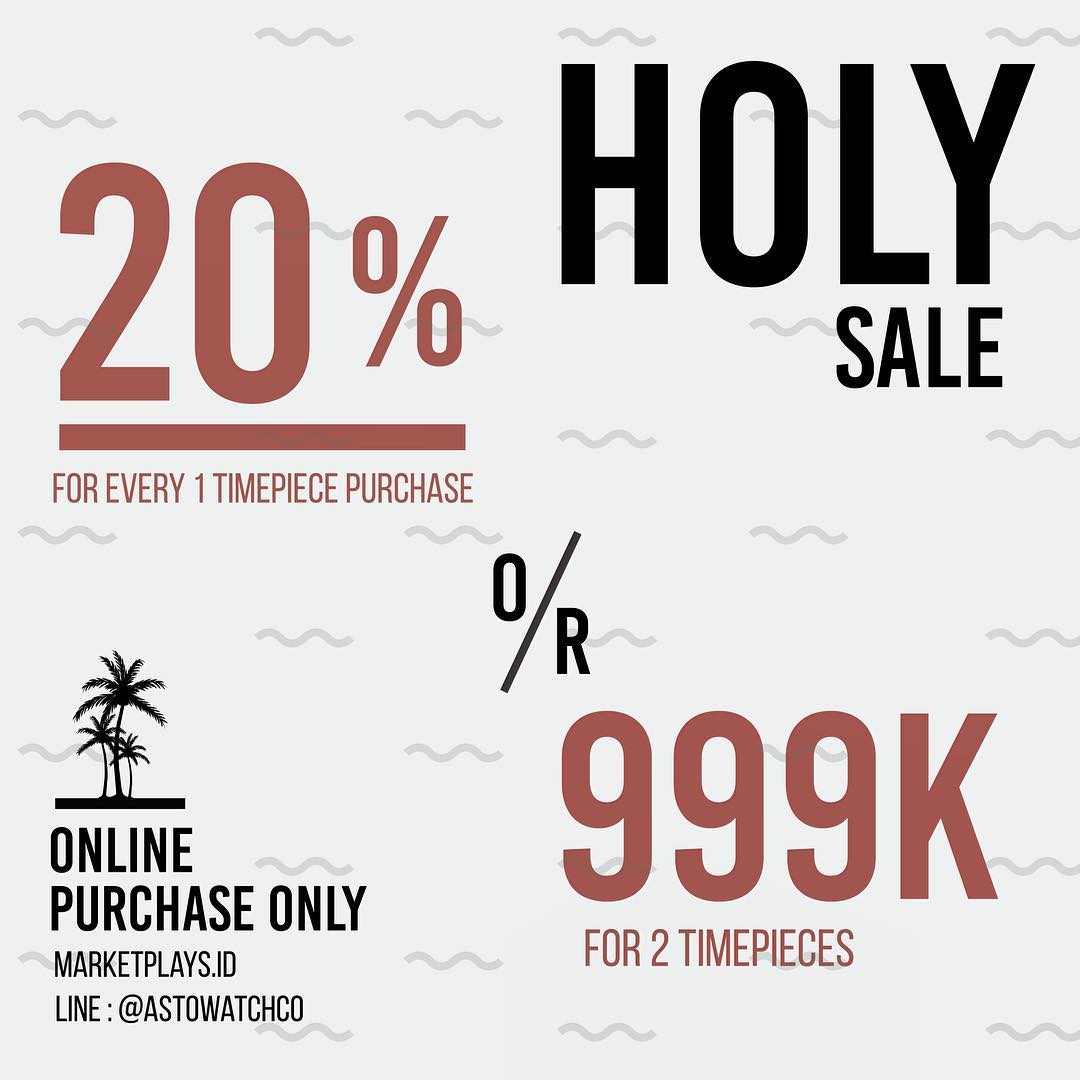 HOLY
SALE
20%
FOR EVERY 1 TIMEPIECE PURCHASE
O/R
999K
FOR 2 TIMEPIECES
ONLINE
PURCHASE ONLY
MARKETPLAYS.ID
LINE : @ASTOWATCHCO